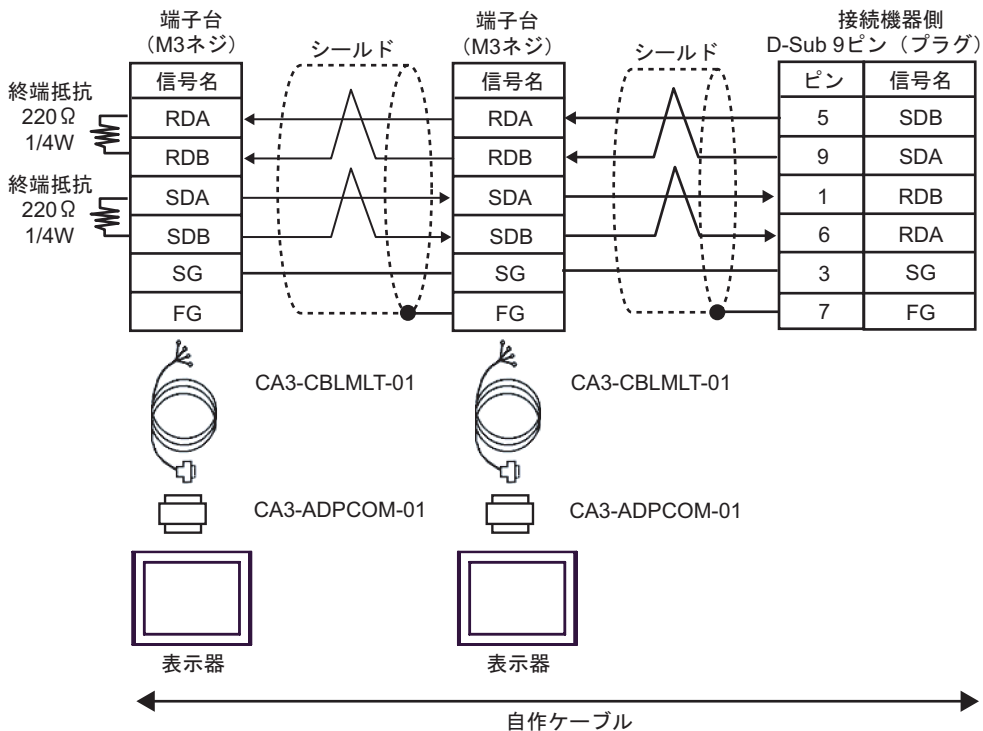 端子台
（M3ネジ）
端子台
（M3ネジ）
接続機器側
D-Sub 9ピン（プラグ）
シールド
シールド
終端抵抗
220Ω
1/4W
終端抵抗
220Ω
1/4W
信号名
RDA
RDB
SDA
SDB
SG
FG
信号名
RDA
RDB
SDA
SDB
SG
FG
ピン 信号名
5 SDB
9 SDA
1 RDB
6 RDA
3 SG
7 FG
CA3-CBLMLT-01
CA3-CBLMLT-01
CA3-ADPCOM-01
CA3-ADPCOM-01
表示器
表示器
自作ケーブル